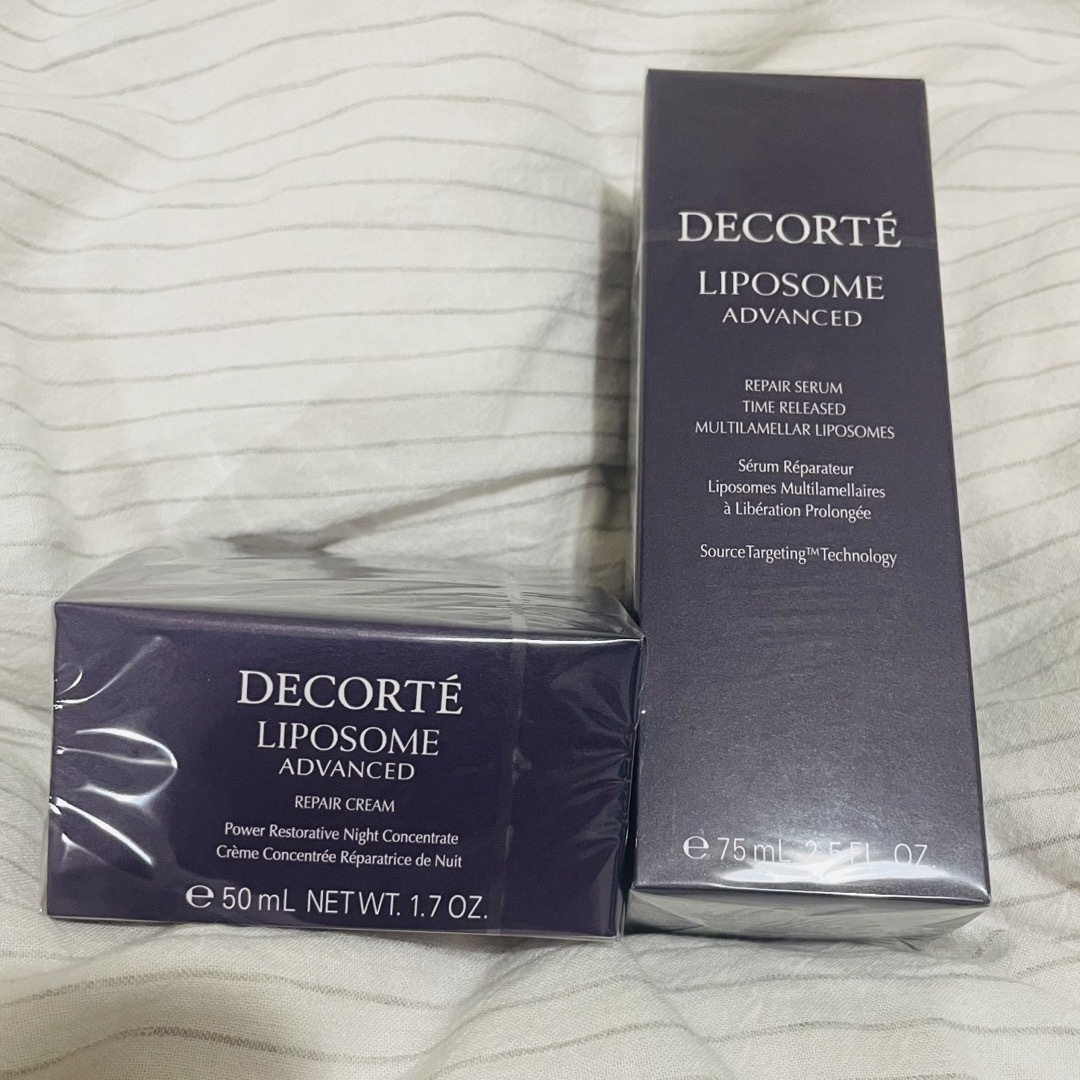 DECORTÉ
LIPOSOME
ADVANCED
REPAIR SERUM
TIME RELEASED
MULTILAMELLAR LIPOSOMES
Sérum Réparateur
Liposomes Multilamellaires
à Libération Prolongée
SourceTargeting™Technology
℮ 75 mL 2.5 FL. OZ.
DECORTÉ
LIPOSOME
ADVANCED
REPAIR CREAM
Power Restorative Night Concentrate
Crème Concentrée Réparatrice de Nuit
℮ 50 mL NET WT. 1.7 OZ.